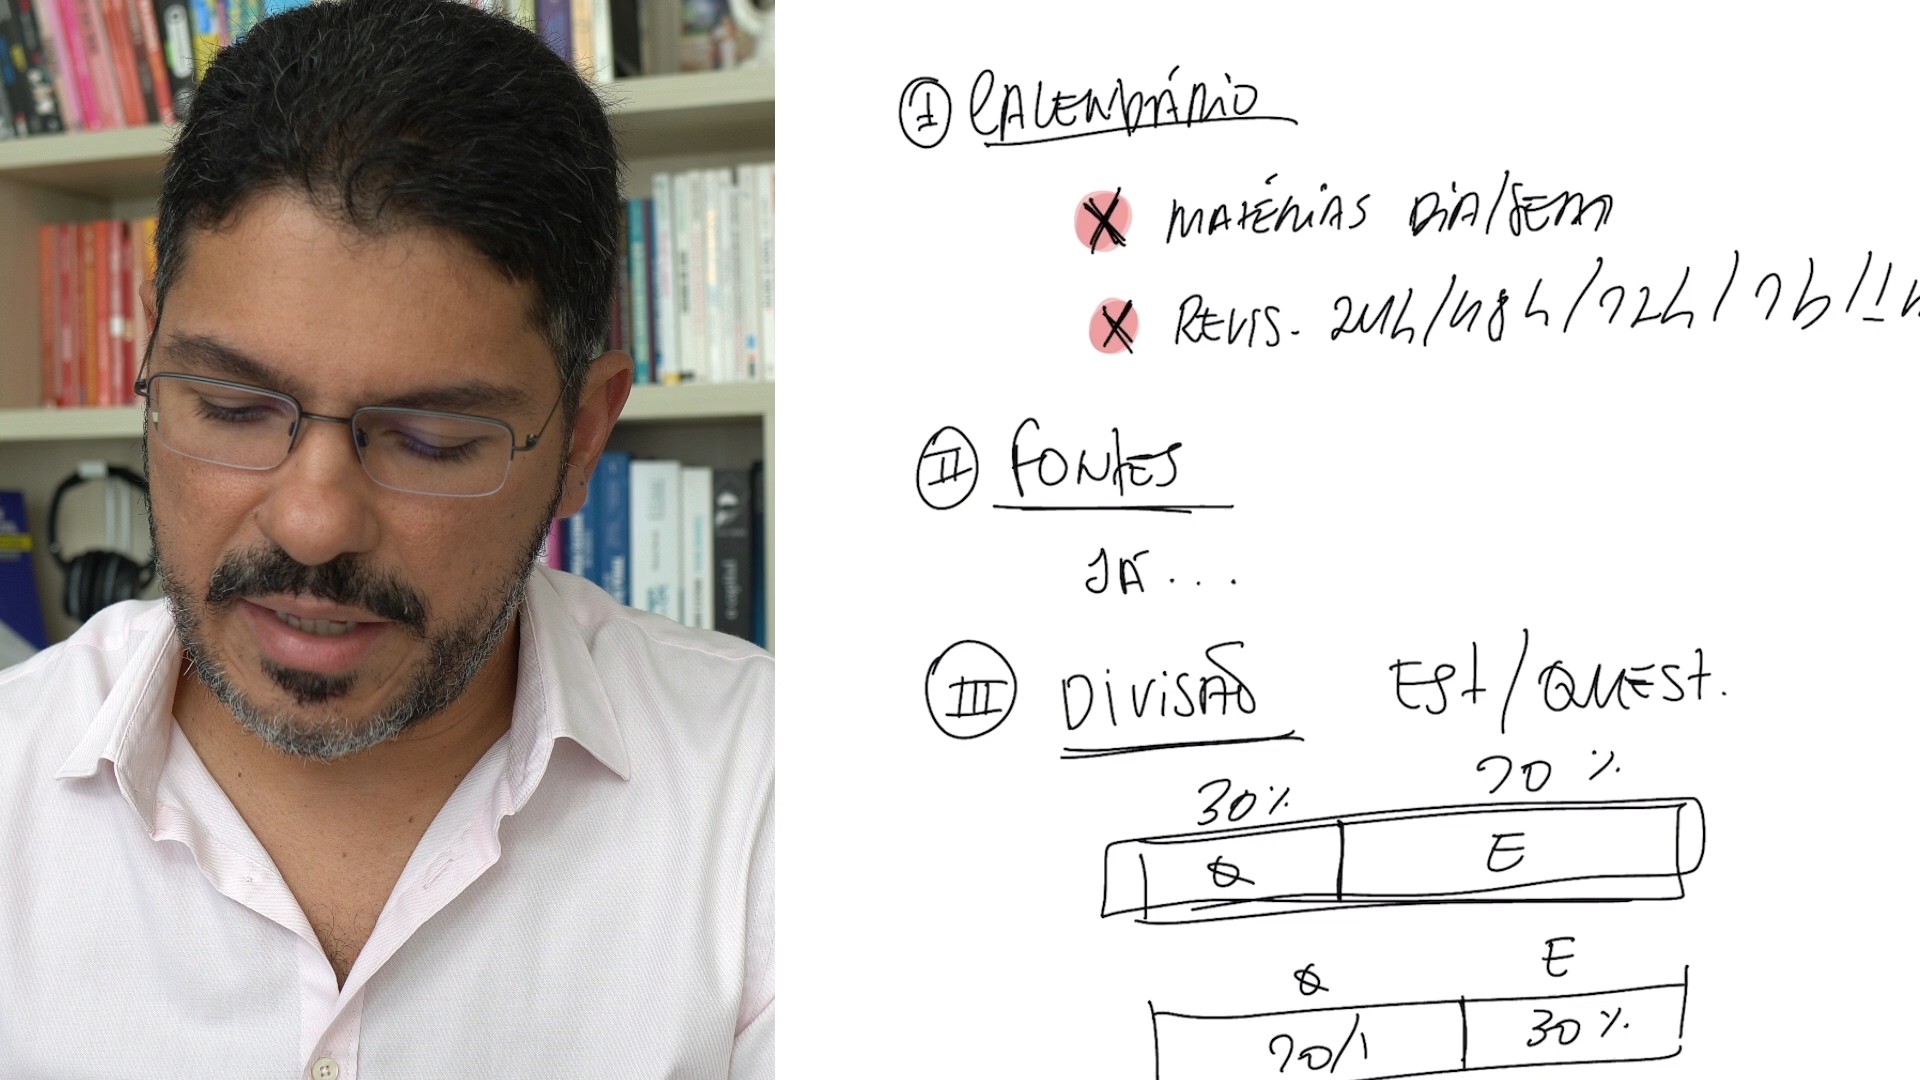 I CALENDÁRIO
X MATÉRIAS DIA/SEM
X REVIS. 24h/48h/72h/7D/1
II FONTES
JÁ...
III DIVISÃO EST/QUEST.
30% 70%
Q E
Q E
70/ 30%